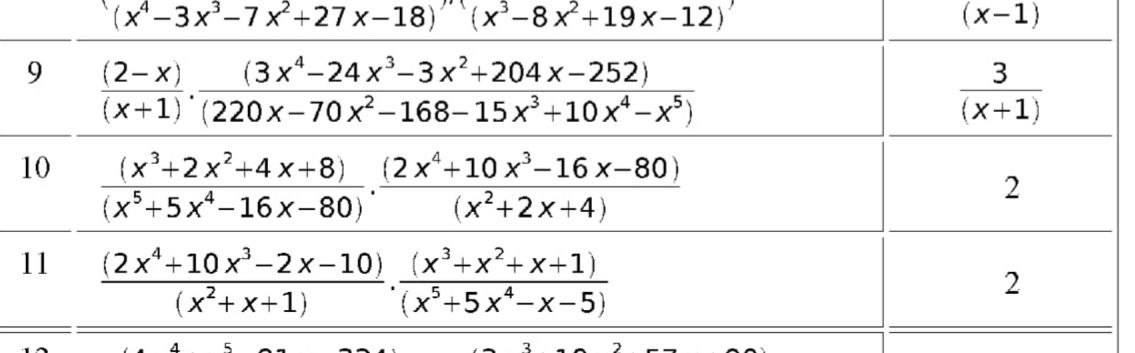 (x⁴−3x³−7x²+27x−18) (x³−8x²+19x−12) (x−1)
9 (2−x)/(x+1) · (3x⁴−24x³−3x²+204x−252)/(220x−70x²−168−15x³+10x⁴−x⁵) 3/(x+1)
10 (x³+2x²+4x+8)/(x⁵+5x⁴−16x−80) · (2x⁴+10x³−16x−80)/(x²+2x+4) 2
11 (2x⁴+10x³−2x−10)/(x²+x+1) · (x³+x²+x+1)/(x⁵+5x⁴−x−5) 2